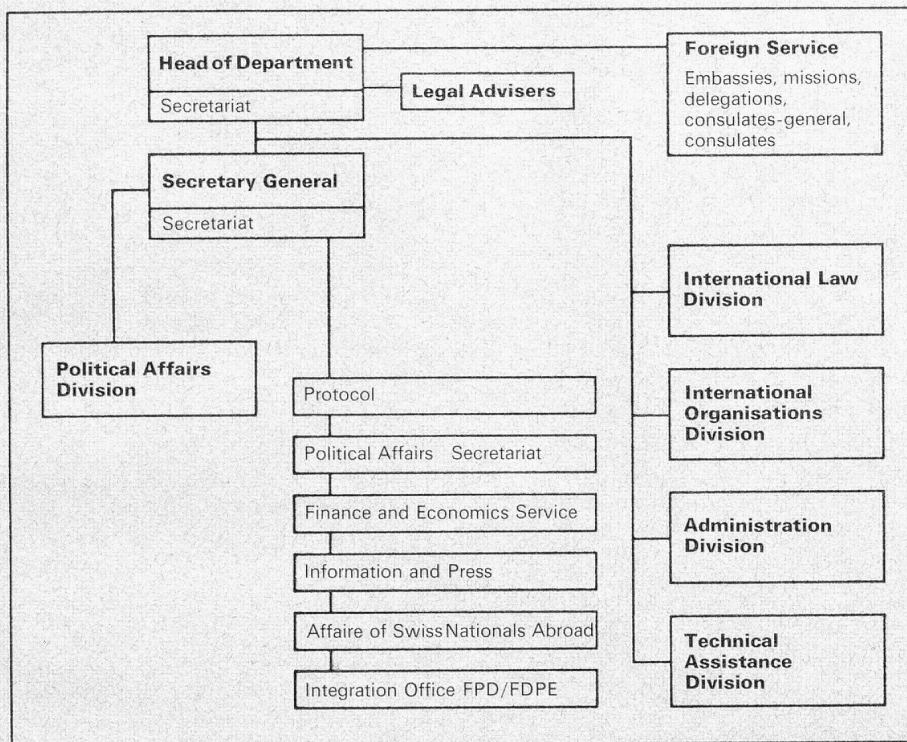 Head of Department
Secretariat
Legal Advisers
Foreign Service
Embassies, missions,
delegations,
consulates-general,
consulates
Secretary General
Secretariat
Political Affairs
Division
Protocol
Political Affairs Secretariat
Finance and Economics Service
Information and Press
Affaire of Swiss Nationals Abroad
Integration Office FPD/FDPE
International Law
Division
International
Organisations
Division
Administration
Division
Technical
Assistance
Division